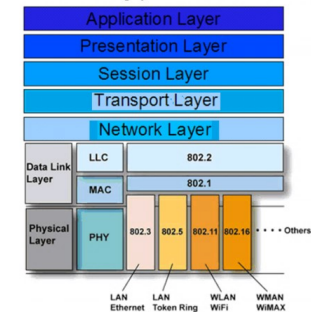 Application Layer
Presentation Layer
Session Layer
Transport Layer
Network Layer
Data Link Layer
LLC
802.2
MAC
802.1
Physical Layer
PHY
802.3
802.5
802.11
802.16
Others
LAN Ethernet
LAN Token Ring
WLAN WiFi
WMAN WiMAX